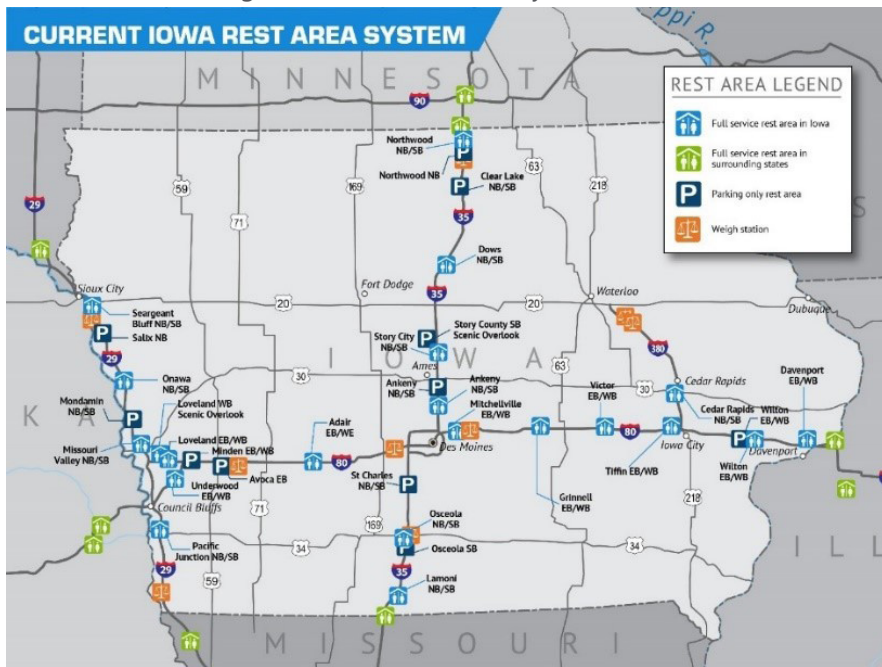 CURRENT IOWA REST AREA SYSTEM
ippi R.
MINNESOTA
REST AREA LEGEND
Full service rest area in Iowa
Full service rest area in
surrounding states
Parking only rest area
Weigh station
90
Northwood
NB/SB
Northwood NB
Clear Lake
NB/SB
59
71
169
63
218
29
35
Dows
NB/SB
Sioux City
Fort Dodge
35
Waterloo
20
20
Dubuque
Seargeant
Bluff NB/SB
Salix NB
29
Story County SB
Scenic Overlook
Story City
NB/SB
IOWA
380
Ames
30
Ankeny
NB/SB
Ankeny
NB/SB
63
30
Cedar Rapids
Davenport
EB/WB
Onawa
NB/SB
Loveland WB
Scenic Overlook
Mondamin
NB/SB
Mitchellville
EB/WB
Victor
EB/WB
Cedar Rapids
NB/SB
Wilton
EB/WB
K A
Missouri
Valley NB/SB
Loveland EB/WB
Minden EB/WB
Adair
EB/WE
80
Des Moines
80
Iowa City
Davenport
Avoca EB
Underwood
EB/WB
St Charles
NB/SB
Grinnell
EB/WB
Tiffin EB/WB
Wilton
EB/WB
Council Bluffs
71
169
218
Osceola
NB/SB
Pacific
Junction NB/SB
34
Osceola SB
34
ILL
29
59
35
Lamoni
NB/SB
MISSOURI